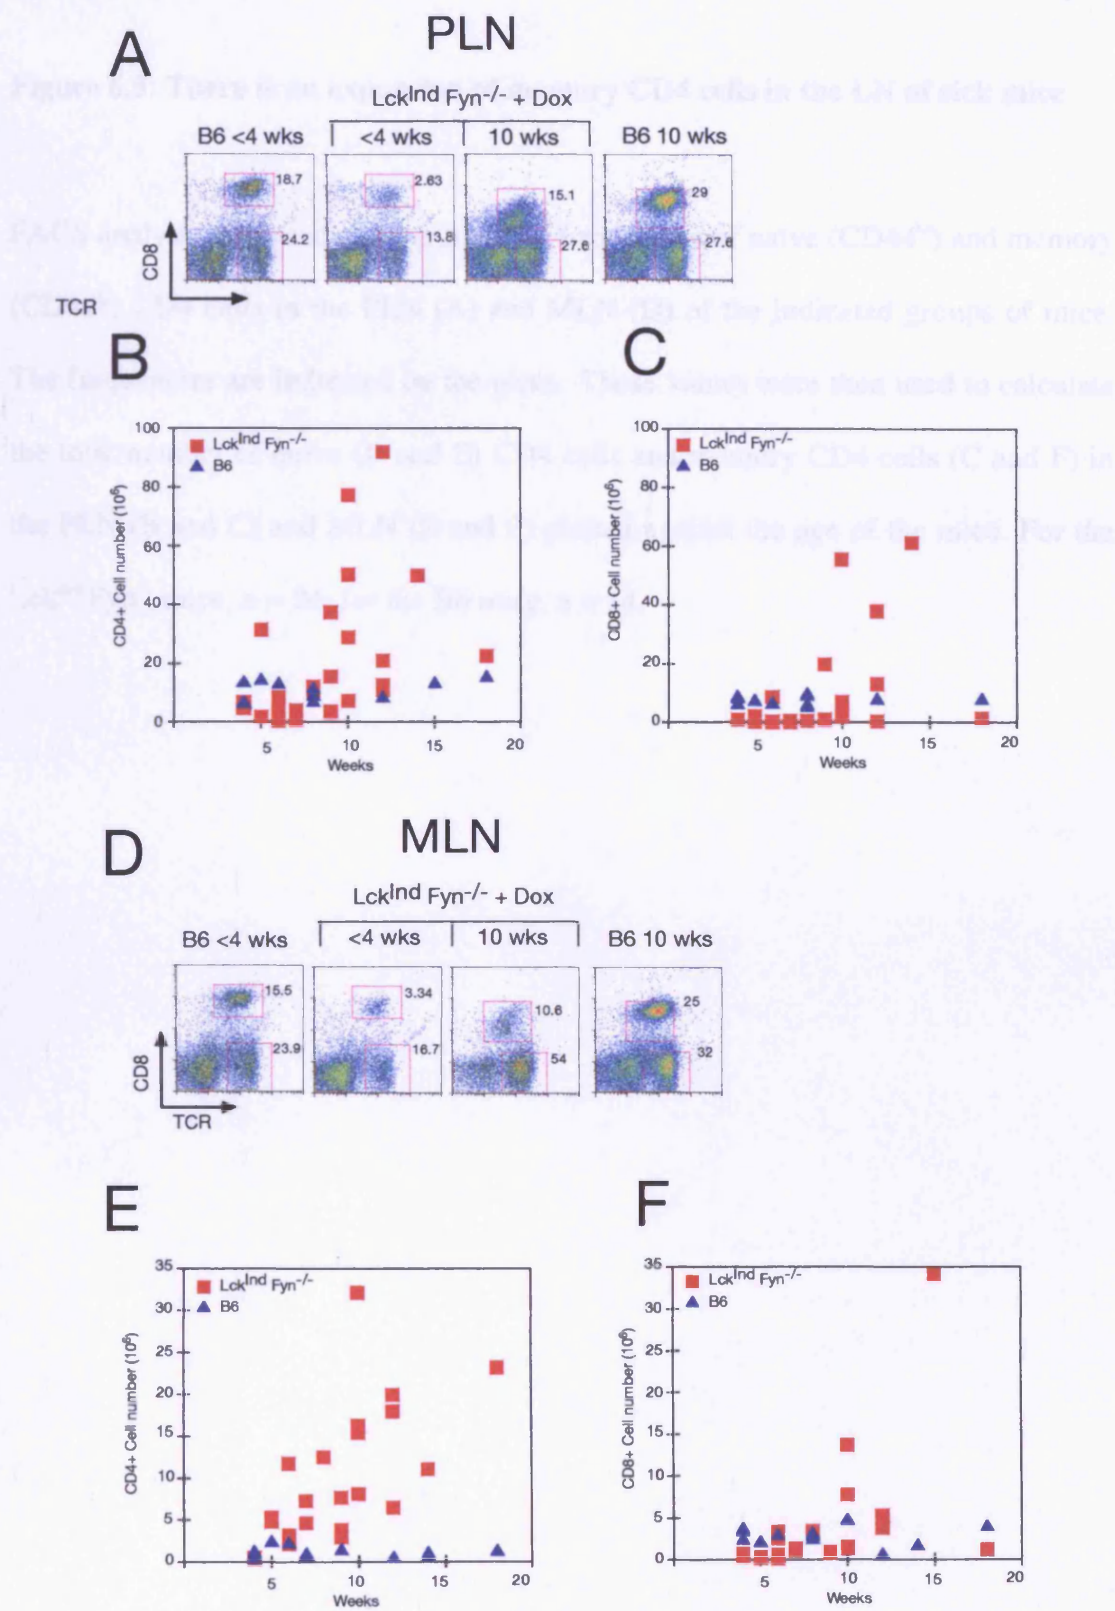 A
PLN
Lck^Ind Fyn^-/- + Dox
B6 <4 wks
<4 wks
10 wks
B6 10 wks
18.7
24.2
2.63
13.8
15.1
27.6
29
27.8
CD8
TCR
B
C
Lck^Ind Fyn^-/-
B6
CD4+ Cell number (10^6)
100
80
60
40
20
0
5
10
15
20
Weeks
Lck^Ind Fyn^-/-
B6
CD8+ Cell number (10^6)
100
80
60
40
20
0
5
10
15
20
Weeks
D
MLN
Lck^Ind Fyn^-/- + Dox
B6 <4 wks
<4 wks
10 wks
B6 10 wks
15.5
23.9
3.34
16.7
10.6
54
25
32
CD8
TCR
E
F
Lck^Ind Fyn^-/-
B6
CD4+ Cell number (10^6)
35
30
25
20
15
10
5
0
5
10
15
20
Weeks
Lck^Ind Fyn^-/-
B6
CD8+ Cell number (10^6)
35
30
25
20
15
10
5
0
5
10
15
20
Weeks